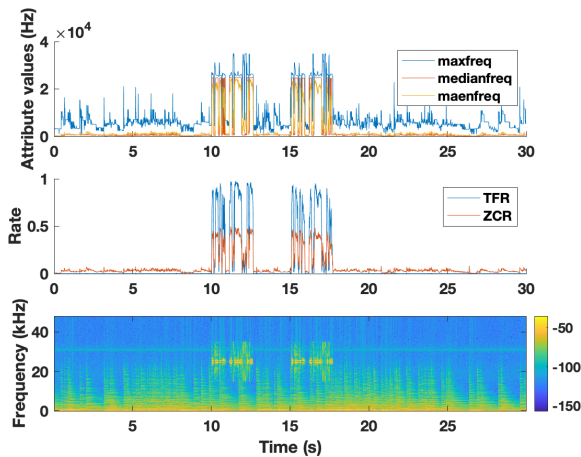 ×10⁴
4
2
0
Attribute values (Hz)
maxfreq
medianfreq
maenfreq
0 5 10 15 20 25 30
1
0.5
0
Rate
TFR
ZCR
0 5 10 15 20 25 30
40
20
0
Frequency (kHz)
-50
-100
-150
0 5 10 15 20 25 30
Time (s)